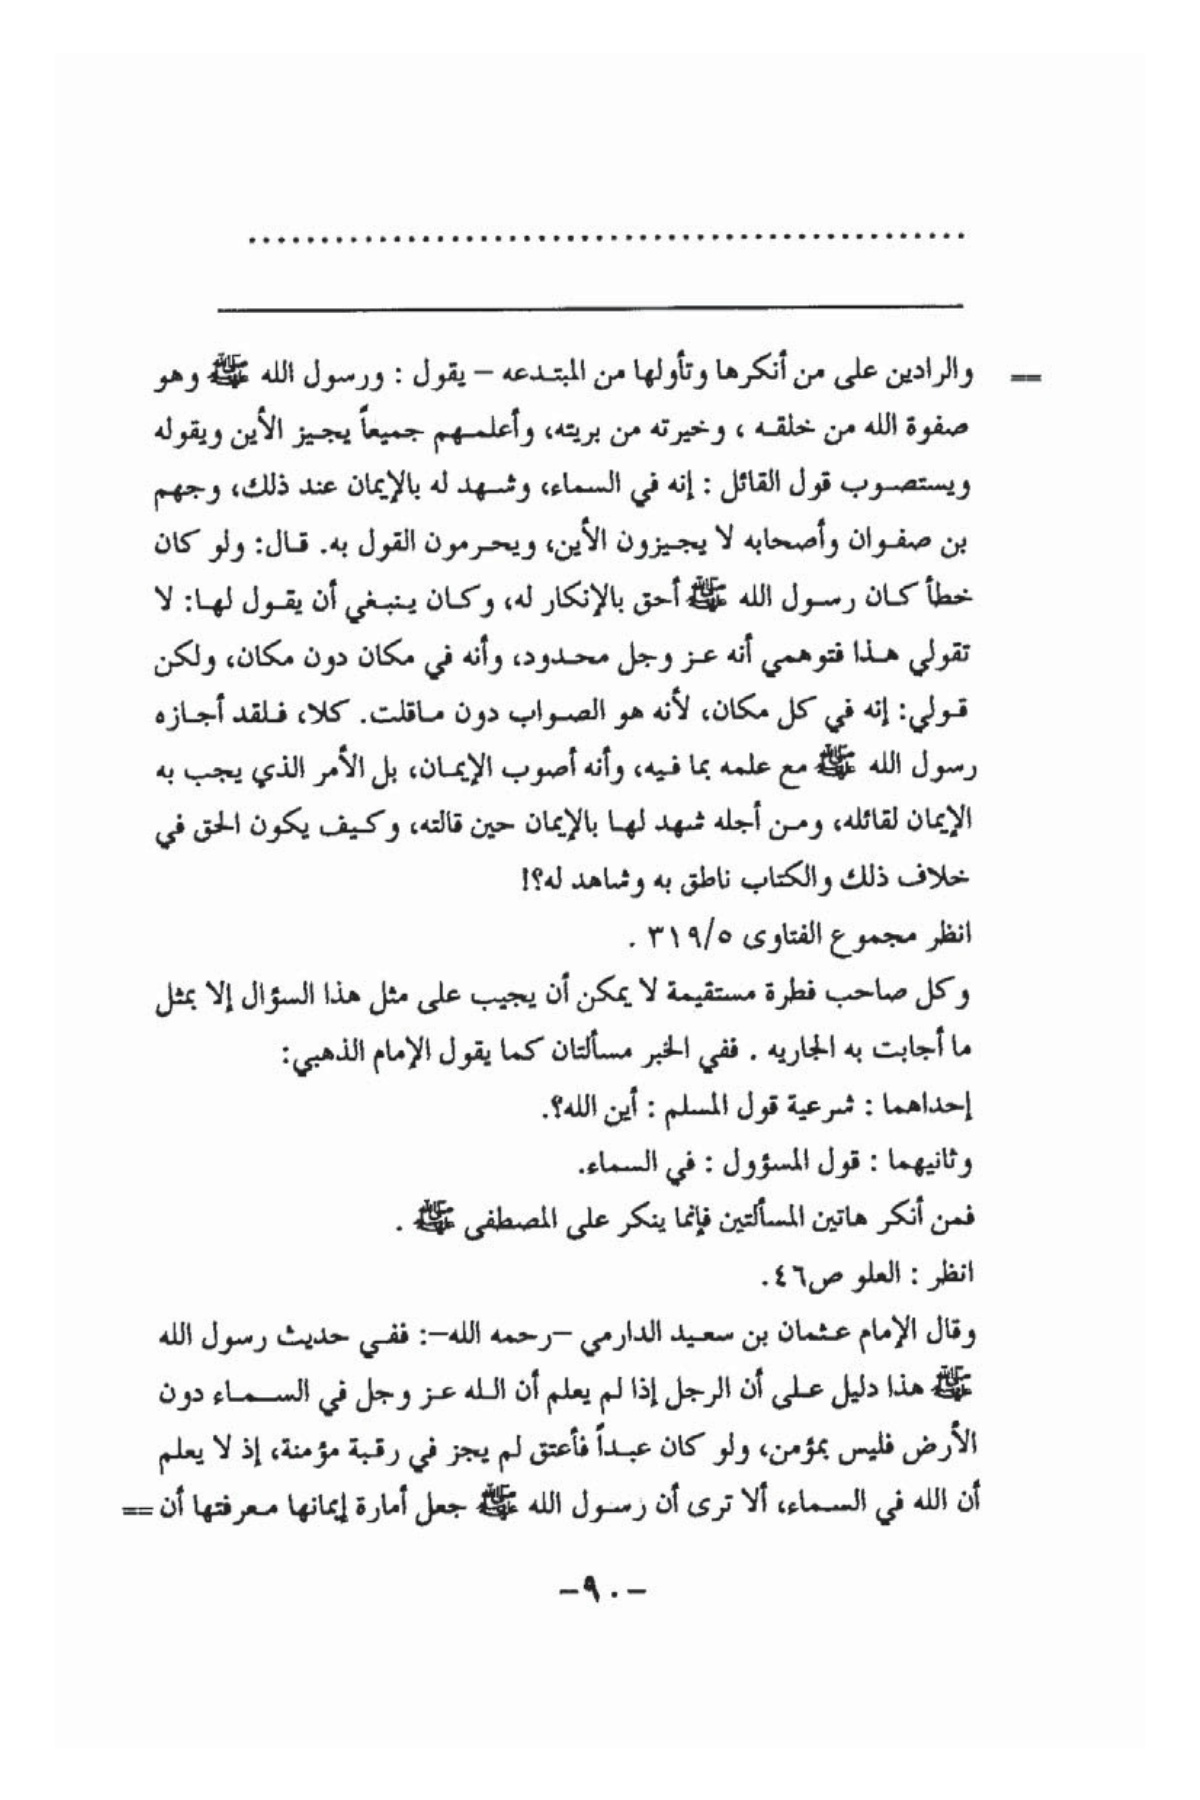 ..................................................
== والرادين على من أنكرها وتأولها من المبتدعه – يقول : ورسول الله ﷺ وهو
صفوة الله من خلقه ، وخيرته من بريته، وأعلمهم جميعاً يجيز الأين ويقوله
ويستصوب قول القائل : إنه في السماء، وشهد له بالإيمان عند ذلك، وجهم
بن صفوان وأصحابه لا يجيزون الأين، ويحرمون القول به. قال: ولو كان
خطأ كان رسول الله ﷺ أحق بالإنكار له، وكان ينبغي أن يقول لها: لا
تقولي هذا فتوهمي أنه عز وجل محدود، وأنه في مكان دون مكان، ولكن
قولي: إنه في كل مكان، لأنه هو الصواب دون ماقلت. كلا، فلقد أجازه
رسول الله ﷺ مع علمه بما فيه، وأنه أصوب الإيمان، بل الأمر الذي يجب به
الإيمان لقائله، ومن أجله شهد لها بالإيمان حين قالته، وكيف يكون الحق في
خلاف ذلك والكتاب ناطق به وشاهد له؟!
انظر مجموع الفتاوى ٣١٩/٥ .
وكل صاحب فطرة مستقيمة لا يمكن أن يجيب على مثل هذا السؤال إلا بمثل
ما أجابت به الجاريه . ففي الخبر مسألتان كما يقول الإمام الذهبي:
إحداهما : شرعية قول المسلم : أين الله؟.
وثانيهما : قول المسؤول : في السماء.
فمن أنكر هاتين المسألتين فإنما ينكر على المصطفى ﷺ .
انظر : العلو ص٤٦.
وقال الإمام عثمان بن سعيد الدارمي –رحمه الله–: ففي حديث رسول الله
ﷺ هذا دليل على أن الرجل إذا لم يعلم أن الله عز وجل في السماء دون
الأرض فليس بمؤمن، ولو كان عبداً فأعتق لم يجز في رقبة مؤمنة، إذ لا يعلم
أن الله في السماء، ألا ترى أن رسول الله ﷺ جعل أمارة إيمانها معرفتها أن ==
–٩٠–